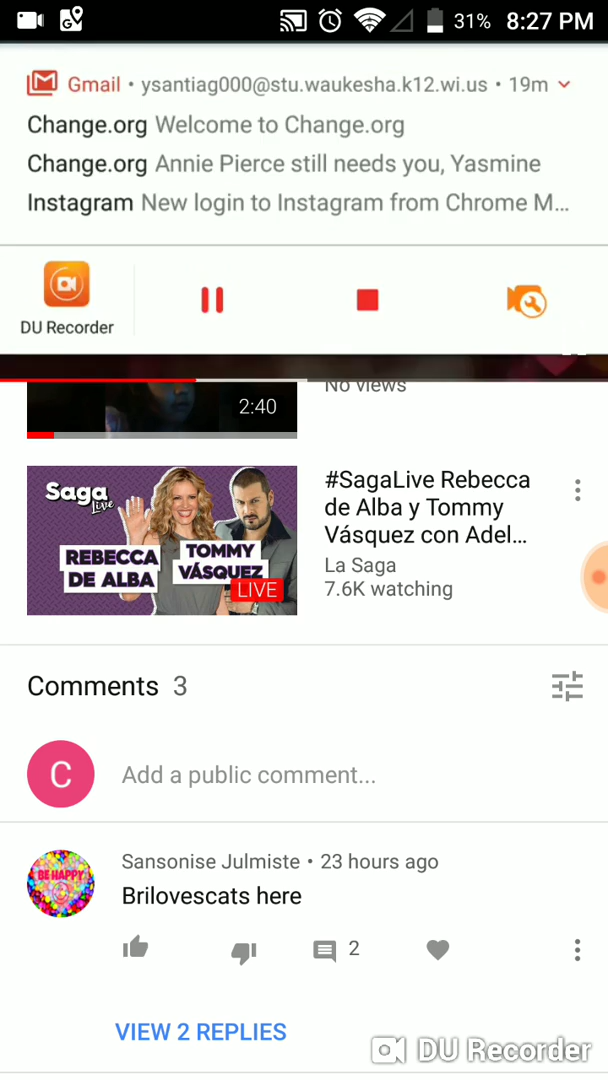 31% 8:27 PM
Gmail • ysantiag000@stu.waukesha.k12.wi.us • 19m
Change.org Welcome to Change.org
Change.org Annie Pierce still needs you, Yasmine
Instagram New login to Instagram from Chrome M...
DU Recorder
No views
2:40
Saga
Live
REBECCA
DE ALBA
TOMMY
VÁSQUEZ
LIVE
#SagaLive Rebecca
de Alba y Tommy
Vásquez con Adel...
La Saga
7.6K watching
Comments 3
C
Add a public comment...
BE HAPPY
Sansonise Julmiste • 23 hours ago
Brilovescats here
2
VIEW 2 REPLIES
DU Recorder